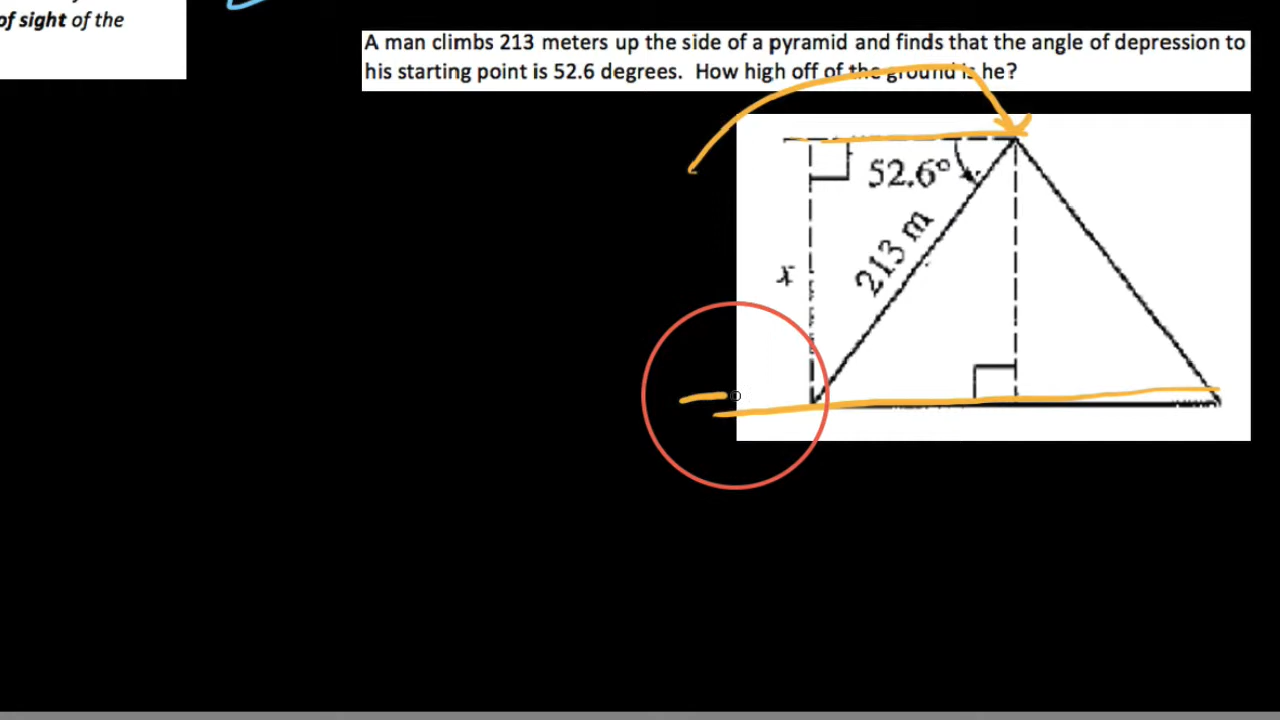 of sight of the
A man climbs 213 meters up the side of a pyramid and finds that the angle of depression to
his starting point is 52.6 degrees. How high off of the ground is he?
52.6°
213 m
x